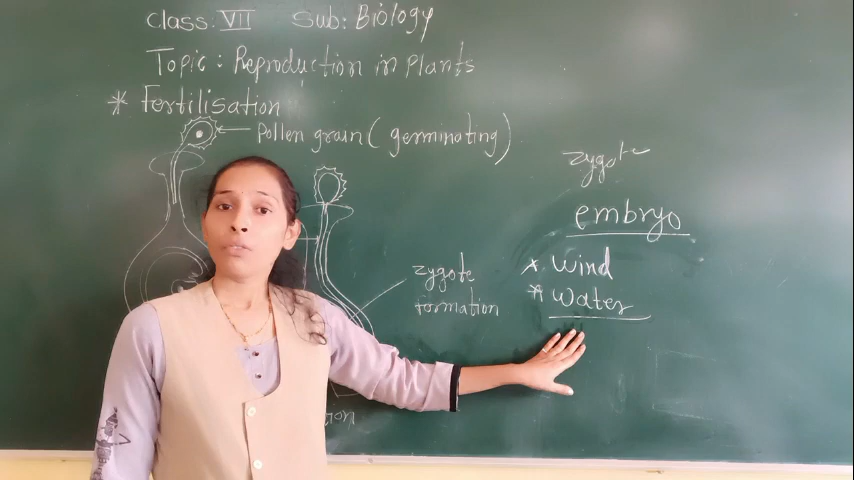 Class: VII Sub: Biology
Topic: Reproduction in plants
* Fertilisation
Pollen grain (germinating)
zygote
formation
zygote
embryo
* Wind
* Water